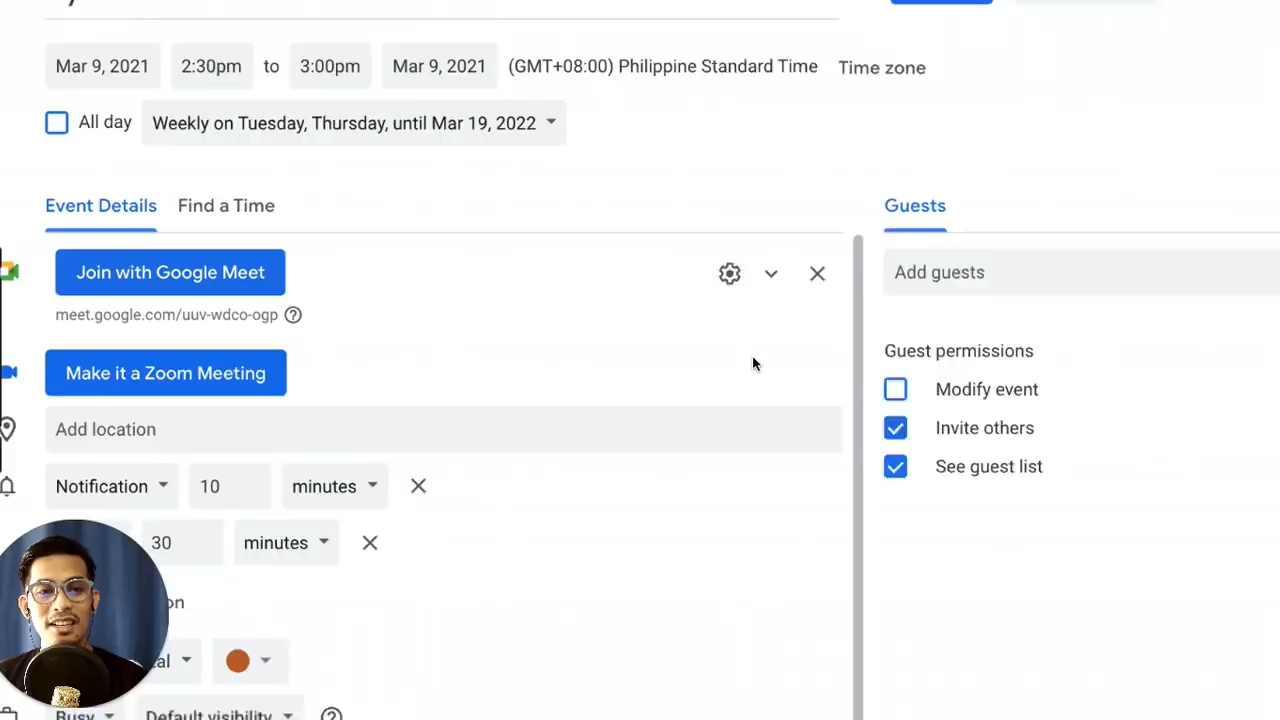 Mar 9, 2021 2:30pm to 3:00pm Mar 9, 2021 (GMT+08:00) Philippine Standard Time Time zone
All day Weekly on Tuesday, Thursday, until Mar 19, 2022
Event Details Find a Time Guests
Join with Google Meet Add guests
meet.google.com/uuv-wdco-ogp
Guest permissions
Make it a Zoom Meeting Modify event
Add location Invite others
See guest list
Notification 10 minutes
30 minutes
on
al
Busy Default visibility